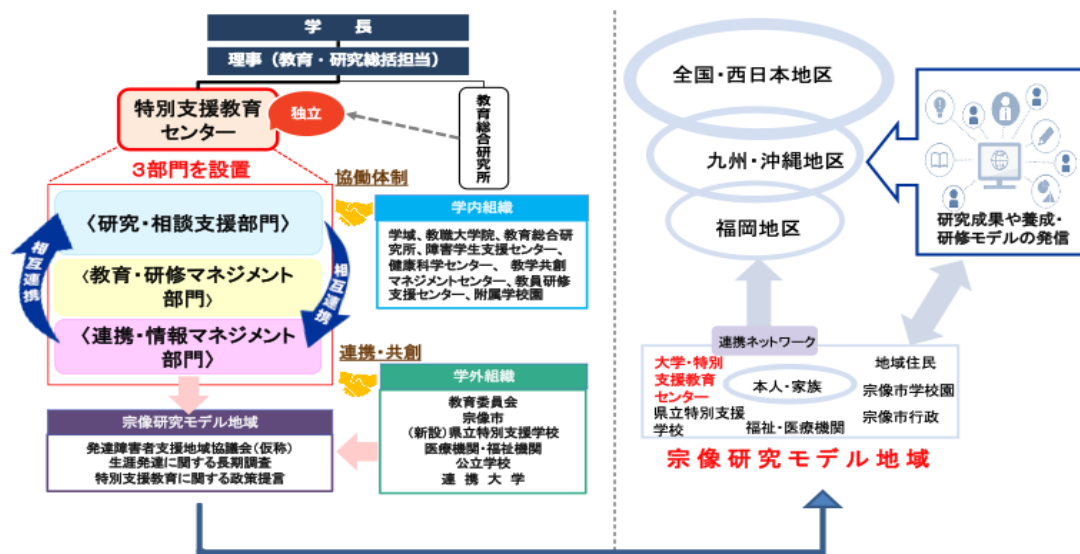 学 長
理事（教育・研究総括担当）
特別支援教育
センター
独立
教育総合研究所
３部門を設置
〈研究・相談支援部門〉
〈教育・研修マネジメント
部門〉
〈連携・情報マネジメント
部門〉
相互連携
相互連携
協働体制
学内組織
学域、教職大学院、教育総合研
究所、障害学生支援センター、
健康科学センター、 教学共創
マネジメントセンター、教員研修
支援センター、附属学校園
連携・共創
学外組織
教育委員会
宗像市
（新設）県立特別支援学校
医療機関・福祉機関
公立学校
連 携 大 学
宗像研究モデル地域
発達障害者支援地域協議会（仮称）
生涯発達に関する長期調査
特別支援教育に関する政策提言
全国・西日本地区
九州・沖縄地区
福岡地区
研究成果や養成・
研修モデルの発信
連携ネットワーク
大学・特別
支援教育
センター
県立特別支援
学校
本人・家族
福祉・医療機関
地域住民
宗像市学校園
宗像市行政
宗像研究モデル地域